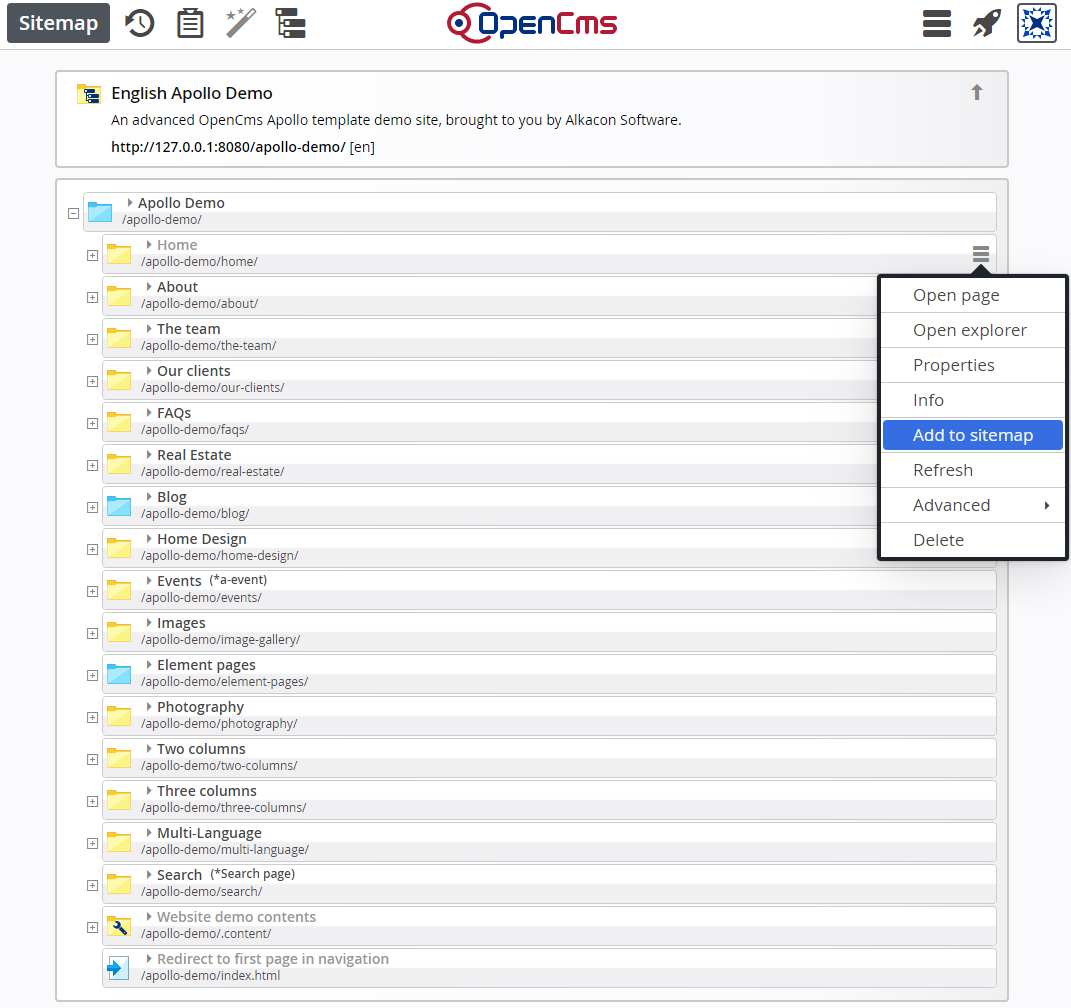 Sitemap
OpenCms
English Apollo Demo
An advanced OpenCms Apollo template demo site, brought to you by Alkacon Software.
http://127.0.0.1:8080/apollo-demo/ [en]
Apollo Demo
/apollo-demo/
Home
/apollo-demo/home/
About
/apollo-demo/about/
The team
/apollo-demo/the-team/
Our clients
/apollo-demo/our-clients/
FAQs
/apollo-demo/faqs/
Real Estate
/apollo-demo/real-estate/
Blog
/apollo-demo/blog/
Home Design
/apollo-demo/home-design/
Events (*a-event)
/apollo-demo/events/
Images
/apollo-demo/image-gallery/
Element pages
/apollo-demo/element-pages/
Photography
/apollo-demo/photography/
Two columns
/apollo-demo/two-columns/
Three columns
/apollo-demo/three-columns/
Multi-Language
/apollo-demo/multi-language/
Search (*Search page)
/apollo-demo/search/
Website demo contents
/apollo-demo/.content/
Redirect to first page in navigation
/apollo-demo/index.html
Open page
Open explorer
Properties
Info
Add to sitemap
Refresh
Advanced
Delete